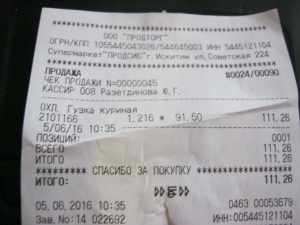 ООО "ПРОДТОРГ"
ОГРН/КПП 1055445043026/544645003 ИНН 5445121104
Супермаркет "ПРОДСИБ" г.Искитим ул.Советская 224
ПРОДАЖА #0024/00090
ЧЕК ПРОДАЖИ N=00000045
КАССИР 008 Разетдинова Ю.Г.
ОХЛ. Гузка куриная
2101166 1,216 * 91,50 111,26
5/06/16 10:35
ПОЗИЦИЙ: 0001
ВСЕГО 111,26
ИТОГО 111,26
******** СПАСИБО ЗА ПОКУПКУ ********
ИТОГО: 111,26
05.06.2016 10:35 0463 00053679
Зав.No:14 022692 ИНН:005445121104